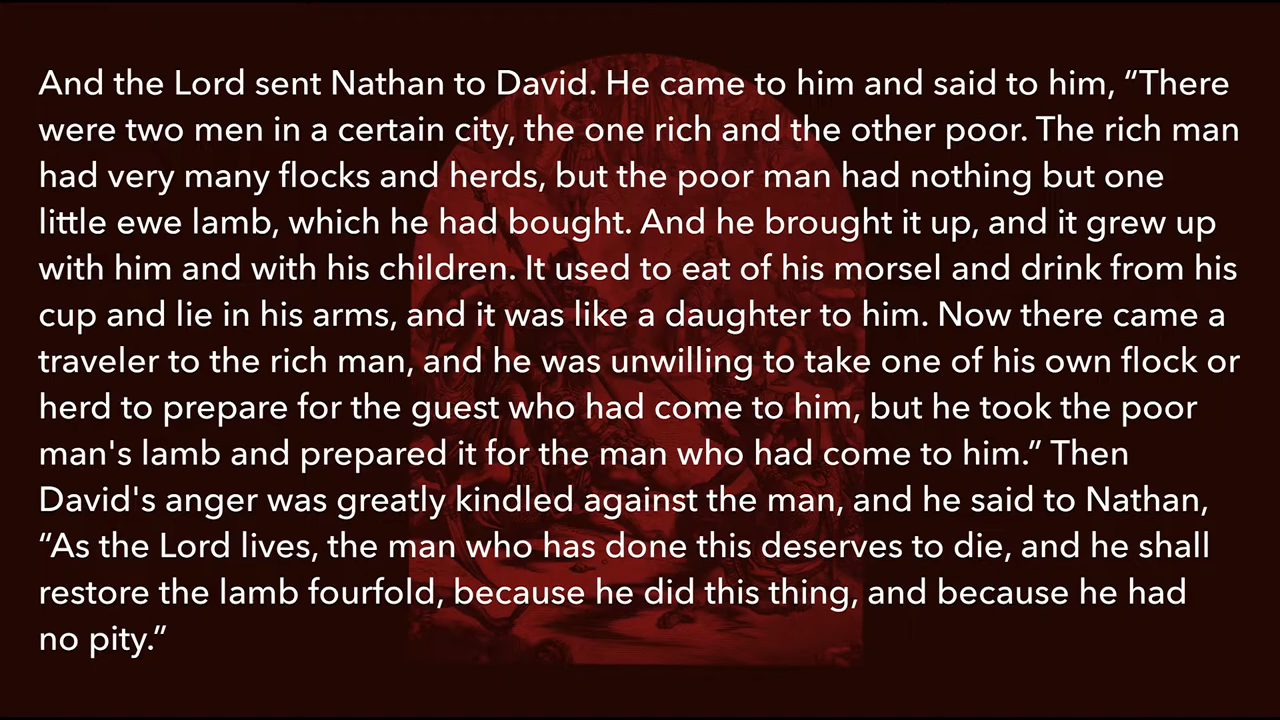 And the Lord sent Nathan to David. He came to him and said to him, “There
were two men in a certain city, the one rich and the other poor. The rich man
had very many flocks and herds, but the poor man had nothing but one
little ewe lamb, which he had bought. And he brought it up, and it grew up
with him and with his children. It used to eat of his morsel and drink from his
cup and lie in his arms, and it was like a daughter to him. Now there came a
traveler to the rich man, and he was unwilling to take one of his own flock or
herd to prepare for the guest who had come to him, but he took the poor
man's lamb and prepared it for the man who had come to him.” Then
David's anger was greatly kindled against the man, and he said to Nathan,
“As the Lord lives, the man who has done this deserves to die, and he shall
restore the lamb fourfold, because he did this thing, and because he had
no pity.”